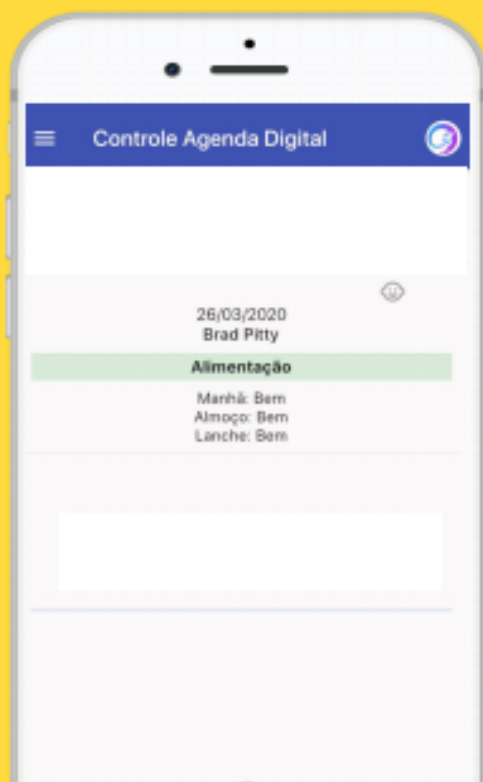 Controle Agenda Digital
26/03/2020
Brad Pitty
Alimentação
Manhã: Bem
Almoço: Bem
Lanche: Bem